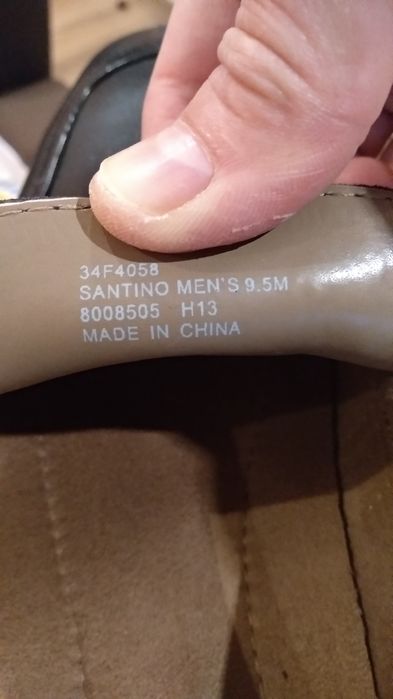 34F4058
SANTINO MEN'S 9.5M
8008505 H13
MADE IN CHINA